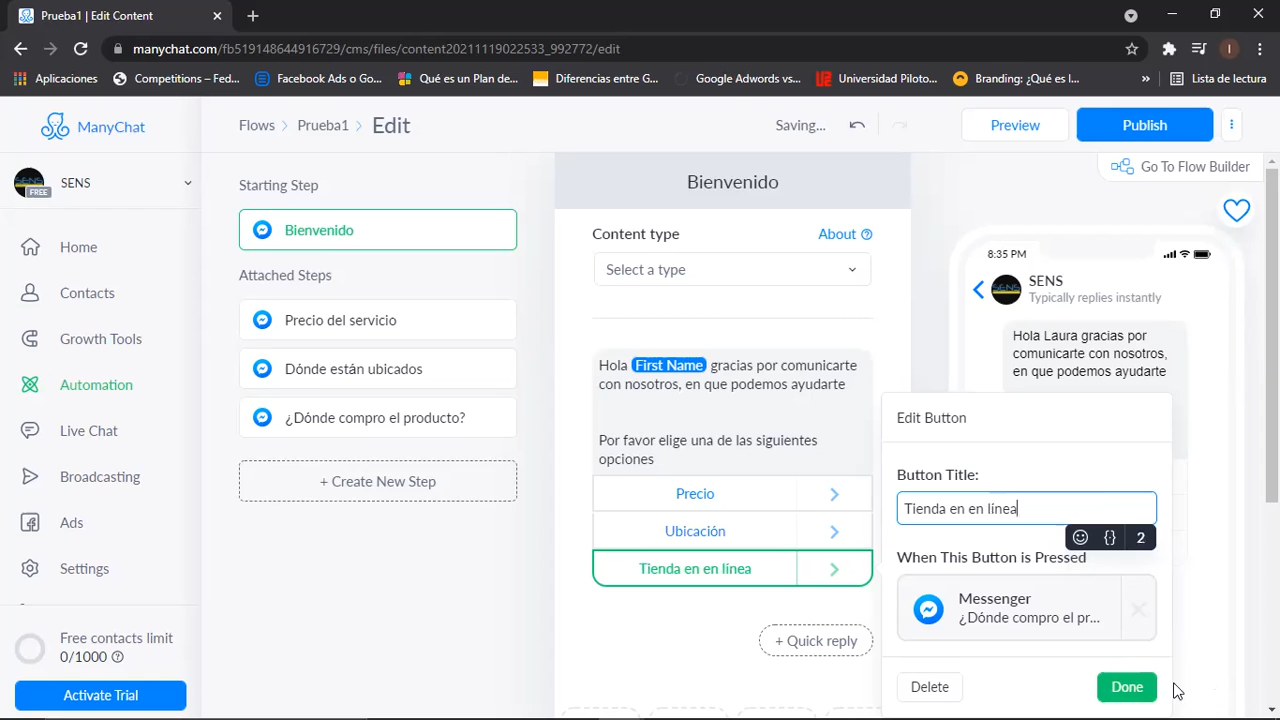 Prueba1 | Edit Content
manychat.com/fb519148644916729/cms/files/content20211119022533_992772/edit
Aplicaciones
Competitions – Fed...
Facebook Ads o Go...
Qué es un Plan de...
Diferencias entre G...
Google Adwords vs...
Universidad Piloto...
Branding: ¿Qué es l...
»
Lista de lectura
ManyChat
Flows
Prueba1
Edit
Saving...
Preview
Publish
SENS
FREE
Home
Contacts
Growth Tools
Automation
Live Chat
Broadcasting
Ads
Settings
Free contacts limit
0/1000
Activate Trial
Starting Step
Bienvenido
Attached Steps
Precio del servicio
Dónde están ubicados
¿Dónde compro el producto?
+ Create New Step
Bienvenido
Content type
About
Select a type
Hola First Name gracias por comunicarte
con nosotros, en que podemos ayudarte
Por favor elige una de las siguientes
opciones
Precio
Ubicación
Tienda en en línea
+ Quick reply
Go To Flow Builder
8:35 PM
SENS
Typically replies instantly
Hola Laura gracias por
comunicarte con nosotros,
en que podemos ayudarte
Edit Button
Button Title:
Tienda en en línea
{} 2
When This Button is Pressed
Messenger
¿Dónde compro el pr...
Delete
Done